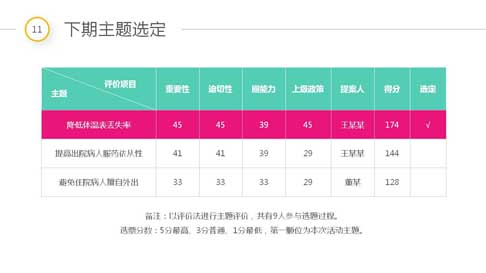 11 下期主题选定
评价项目 主题 重要性 迫切性 圈能力 上级政策 提案人 得分 选定
降低体温表丢失率 45 45 39 45 王某某 174 √
提高出院病人服药依从性 41 41 39 29 王某某 144
避免住院病人擅自外出 33 33 33 29 董某 128
备注：以评价法进行主题评价，共有9人参与选题过程。
选票分数：5分最高、3分普通、1分最低，第一顺位为本次活动主题。